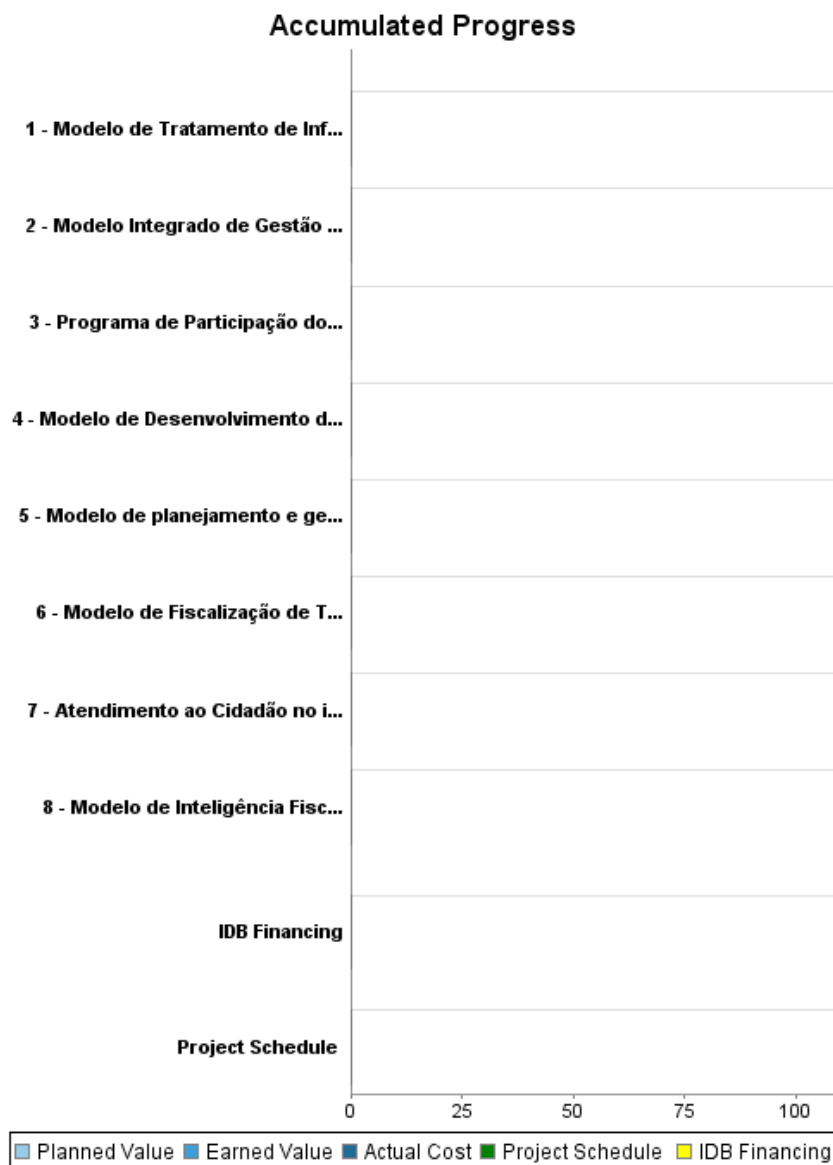 Accumulated Progress
1 - Modelo de Tratamento de Inf...
2 - Modelo Integrado de Gestão ...
3 - Programa de Participação do...
4 - Modelo de Desenvolvimento d...
5 - Modelo de planejamento e ge...
6 - Modelo de Fiscalização de T...
7 - Atendimento ao Cidadão no i...
8 - Modelo de Inteligência Fisc...
IDB Financing
Project Schedule
0 25 50 75 100
Planned Value Earned Value Actual Cost Project Schedule IDB Financing